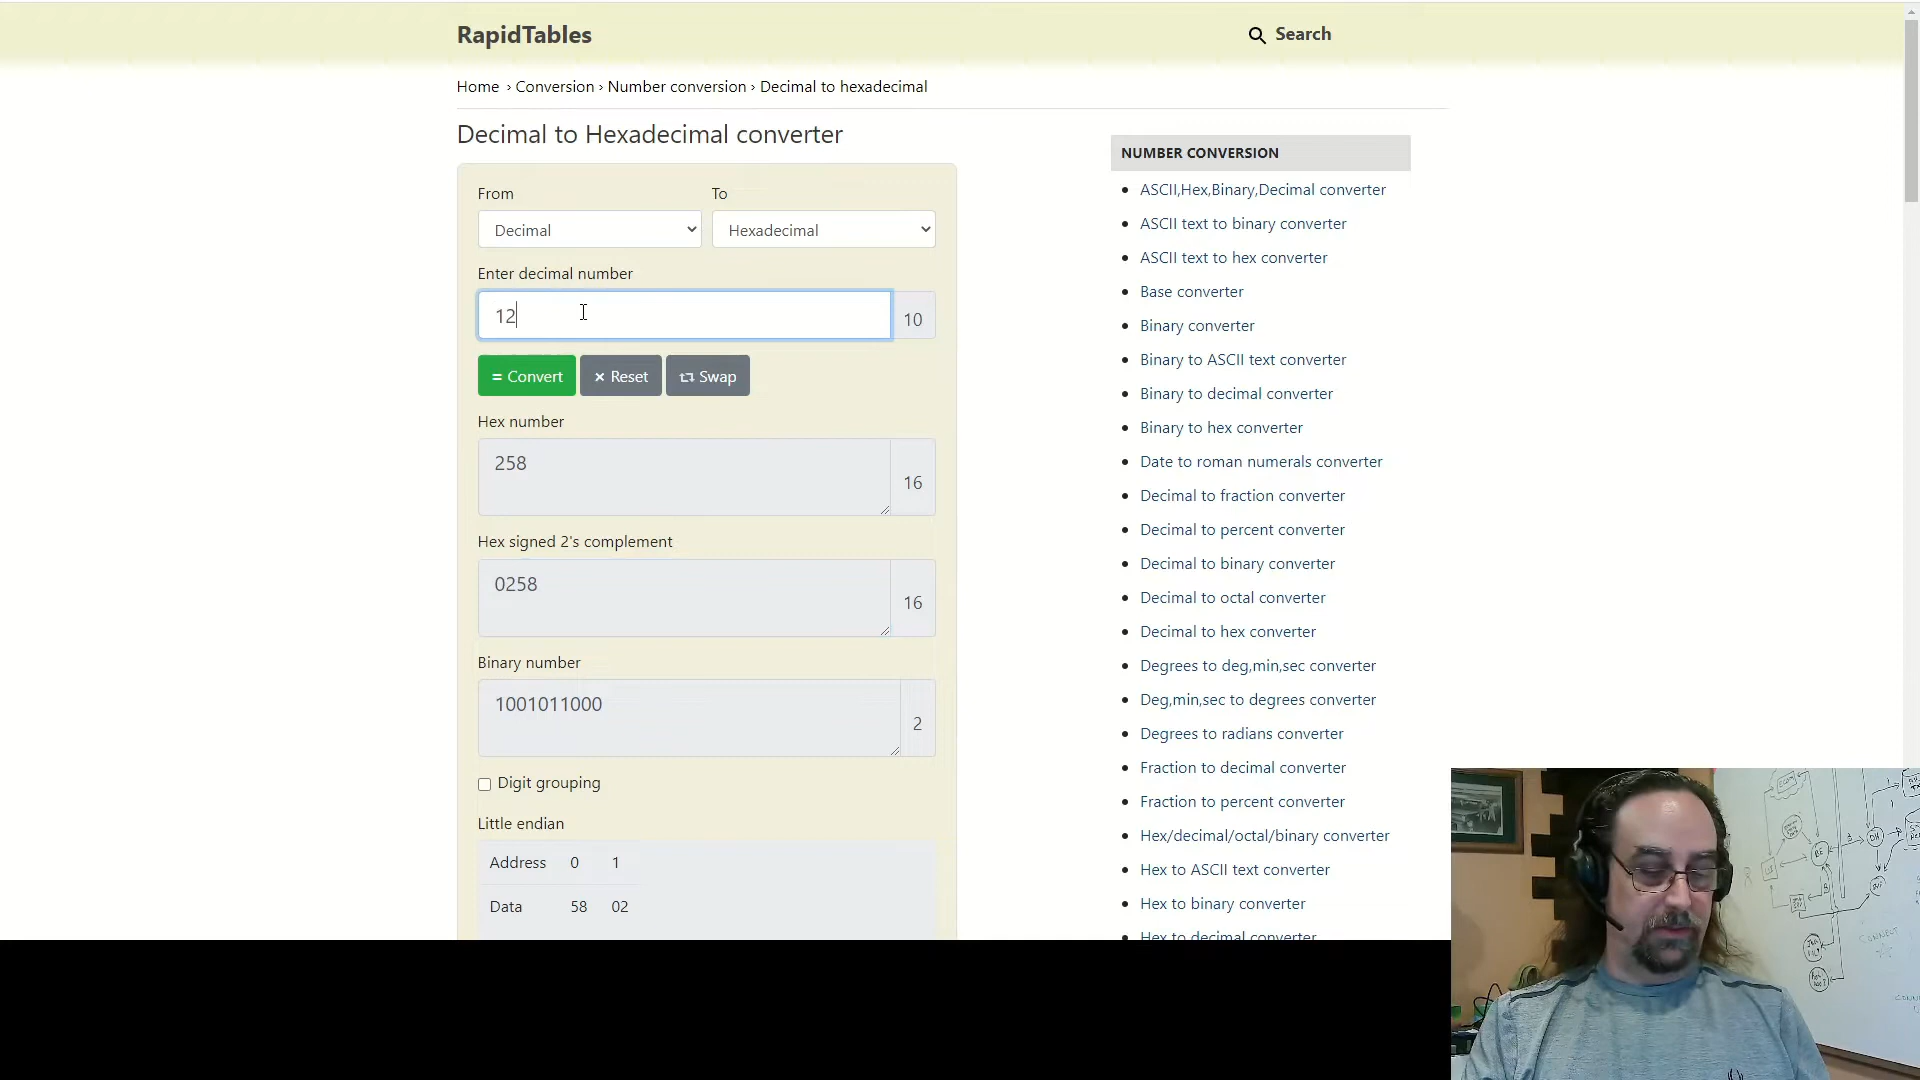 RapidTables
Search
Home › Conversion › Number conversion › Decimal to hexadecimal
Decimal to Hexadecimal converter
From To
Decimal Hexadecimal
Enter decimal number
12 10
= Convert × Reset Swap
Hex number
258 16
Hex signed 2's complement
0258 16
Binary number
1001011000 2
Digit grouping
Little endian
Address 0 1
Data 58 02
NUMBER CONVERSION
ASCII,Hex,Binary,Decimal converter
ASCII text to binary converter
ASCII text to hex converter
Base converter
Binary converter
Binary to ASCII text converter
Binary to decimal converter
Binary to hex converter
Date to roman numerals converter
Decimal to fraction converter
Decimal to percent converter
Decimal to binary converter
Decimal to octal converter
Decimal to hex converter
Degrees to deg,min,sec converter
Deg,min,sec to degrees converter
Degrees to radians converter
Fraction to decimal converter
Fraction to percent converter
Hex/decimal/octal/binary converter
Hex to ASCII text converter
Hex to binary converter
Hex to decimal converter
CONNECT